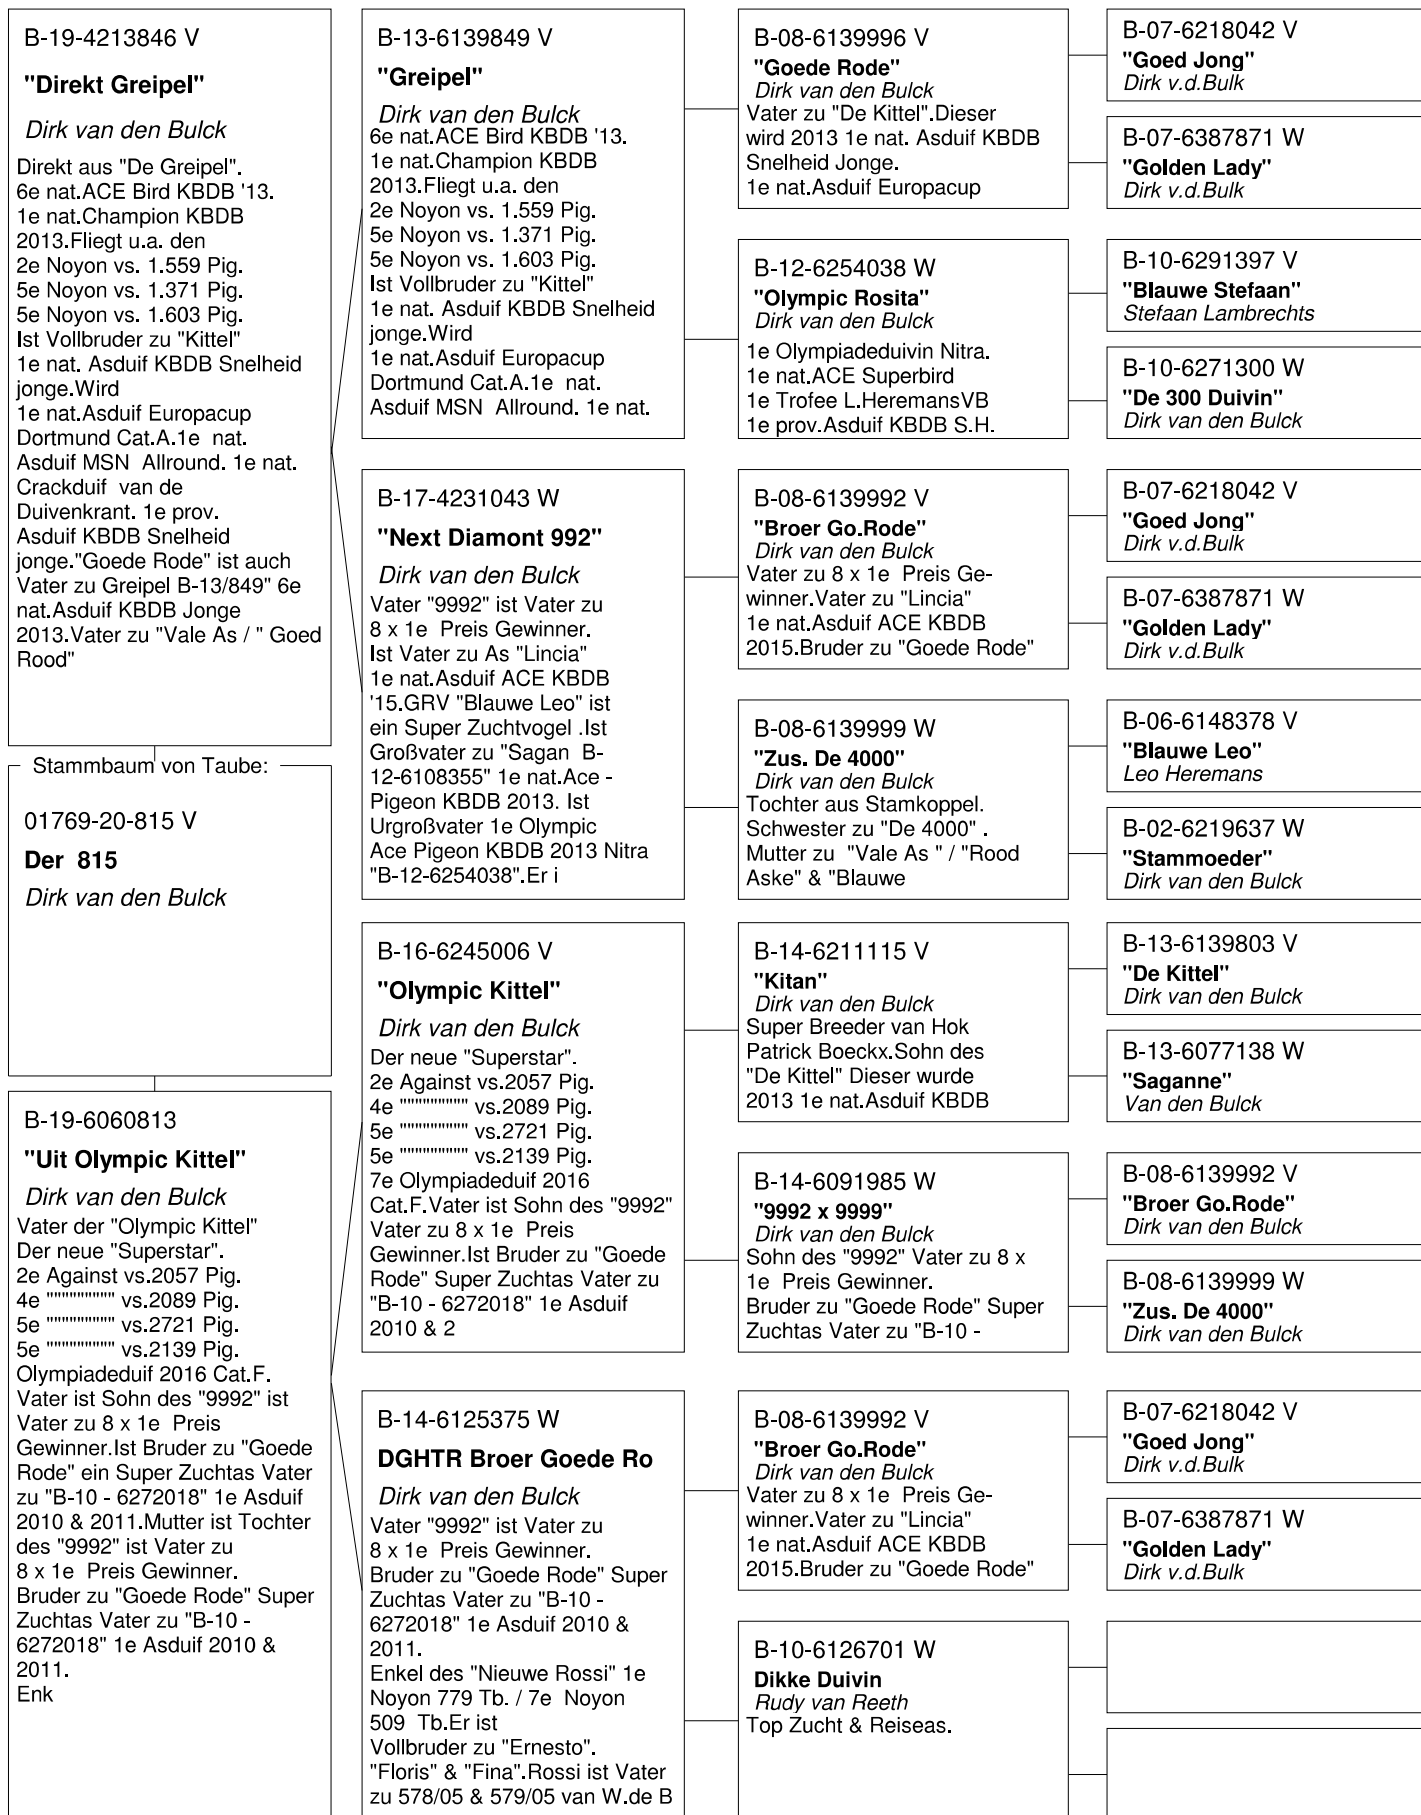 B-19-4213846 V
"Direkt Greipel"
Dirk van den Bulck
Direkt aus "De Greipel".
6e nat.ACE Bird KBDB '13.
1e nat.Champion KBDB
2013.Fliegt u.a. den
2e Noyon vs. 1.559 Pig.
5e Noyon vs. 1.371 Pig.
5e Noyon vs. 1.603 Pig.
Ist Vollbruder zu "Kittel"
1e nat. Asduif KBDB Snelheid
jonge.Wird
1e nat.Asduif Europacup
Dortmund Cat.A.1e  nat.
Asduif MSN  Allround. 1e nat.
Crackduif  van de
Duivenkrant. 1e prov.
Asduif KBDB Snelheid
jonge."Goede Rode" ist auch
Vater zu Greipel B-13/849" 6e
nat.Asduif KBDB Jonge
2013.Vater zu "Vale As / " Goed
Rood"
Stammbaum von Taube:
01769-20-815 V
Der  815
Dirk van den Bulck
B-19-6060813
"Uit Olympic Kittel"
Dirk van den Bulck
Vater der "Olympic Kittel"
Der neue "Superstar".
2e Against vs.2057 Pig.
4e """""""""" vs.2089 Pig.
5e """""""""" vs.2721 Pig.
5e """""""""" vs.2139 Pig.
Olympiadeduif 2016 Cat.F.
Vater ist Sohn des "9992" ist
Vater zu 8 x 1e  Preis
Gewinner.Ist Bruder zu "Goede
Rode" ein Super Zuchtas Vater
zu "B-10 - 6272018" 1e Asduif
2010 & 2011.Mutter ist Tochter
des "9992" ist Vater zu
8 x 1e  Preis Gewinner.
Bruder zu "Goede Rode" Super
Zuchtas Vater zu "B-10 -
6272018" 1e Asduif 2010 &
2011.
Enk
B-13-6139849 V
"Greipel"
Dirk van den Bulck
6e nat.ACE Bird KBDB '13.
1e nat.Champion KBDB
2013.Fliegt u.a. den
2e Noyon vs. 1.559 Pig.
5e Noyon vs. 1.371 Pig.
5e Noyon vs. 1.603 Pig.
Ist Vollbruder zu "Kittel"
1e nat. Asduif KBDB Snelheid
jonge.Wird
1e nat.Asduif Europacup
Dortmund Cat.A.1e  nat.
Asduif MSN  Allround. 1e nat.
B-17-4231043 W
"Next Diamont 992"
Dirk van den Bulck
Vater "9992" ist Vater zu
8 x 1e  Preis Gewinner.
Ist Vater zu As "Lincia"
1e nat.Asduif ACE KBDB
'15.GRV "Blauwe Leo" ist
ein Super Zuchtvogel .Ist
Großvater zu "Sagan  B-
12-6108355" 1e nat.Ace -
Pigeon KBDB 2013. Ist
Urgroßvater 1e Olympic
Ace Pigeon KBDB 2013 Nitra
"B-12-6254038".Er i
B-16-6245006 V
"Olympic Kittel"
Dirk van den Bulck
Der neue "Superstar".
2e Against vs.2057 Pig.
4e """""""""" vs.2089 Pig.
5e """""""""" vs.2721 Pig.
5e """""""""" vs.2139 Pig.
7e Olympiadeduif 2016
Cat.F.Vater ist Sohn des "9992"
Vater zu 8 x 1e  Preis
Gewinner.Ist Bruder zu "Goede
Rode" Super Zuchtas Vater zu
"B-10 - 6272018" 1e Asduif
2010 & 2
B-14-6125375 W
DGHTR Broer Goede Ro
Dirk van den Bulck
Vater "9992" ist Vater zu
8 x 1e  Preis Gewinner.
Bruder zu "Goede Rode" Super
Zuchtas Vater zu "B-10 -
6272018" 1e Asduif 2010 &
2011.
Enkel des "Nieuwe Rossi" 1e
Noyon 779 Tb. / 7e  Noyon
509  Tb.Er ist
Vollbruder zu "Ernesto".
"Floris" & "Fina".Rossi ist Vater
zu 578/05 & 579/05 van W.de B
B-08-6139996 V
"Goede Rode"
Dirk van den Bulck
Vater zu "De Kittel".Dieser
wird 2013 1e nat. Asduif KBDB
Snelheid Jonge.
1e nat.Asduif Europacup
B-12-6254038 W
"Olympic Rosita"
Dirk van den Bulck
1e Olympiadeduivin Nitra.
1e nat.ACE Superbird
1e Trofee L.HeremansVB
1e prov.Asduif KBDB S.H.
B-08-6139992 V
"Broer Go.Rode"
Dirk van den Bulck
Vater zu 8 x 1e  Preis Ge-
winner.Vater zu "Lincia"
1e nat.Asduif ACE KBDB
2015.Bruder zu "Goede Rode"
B-08-6139999 W
"Zus. De 4000"
Dirk van den Bulck
Tochter aus Stamkoppel.
Schwester zu "De 4000" .
Mutter zu  "Vale As " / "Rood
Aske" & "Blauwe
B-14-6211115 V
"Kitan"
Dirk van den Bulck
Super Breeder van Hok
Patrick Boeckx.Sohn des
"De Kittel" Dieser wurde
2013 1e nat.Asduif KBDB
B-14-6091985 W
"9992 x 9999"
Dirk van den Bulck
Sohn des "9992" Vater zu 8 x
1e  Preis Gewinner.
Bruder zu "Goede Rode" Super
Zuchtas Vater zu "B-10 -
B-08-6139992 V
"Broer Go.Rode"
Dirk van den Bulck
Vater zu 8 x 1e  Preis Ge-
winner.Vater zu "Lincia"
1e nat.Asduif ACE KBDB
2015.Bruder zu "Goede Rode"
B-10-6126701 W
Dikke Duivin
Rudy van Reeth
Top Zucht & Reiseas.
B-07-6218042 V
"Goed Jong"
Dirk v.d.Bulk
B-07-6387871 W
"Golden Lady"
Dirk v.d.Bulk
B-10-6291397 V
"Blauwe Stefaan"
Stefaan Lambrechts
B-10-6271300 W
"De 300 Duivin"
Dirk van den Bulck
B-07-6218042 V
"Goed Jong"
Dirk v.d.Bulk
B-07-6387871 W
"Golden Lady"
Dirk v.d.Bulk
B-06-6148378 V
"Blauwe Leo"
Leo Heremans
B-02-6219637 W
"Stammoeder"
Dirk van den Bulck
B-13-6139803 V
"De Kittel"
Dirk van den Bulck
B-13-6077138 W
"Saganne"
Van den Bulck
B-08-6139992 V
"Broer Go.Rode"
Dirk van den Bulck
B-08-6139999 W
"Zus. De 4000"
Dirk van den Bulck
B-07-6218042 V
"Goed Jong"
Dirk v.d.Bulk
B-07-6387871 W
"Golden Lady"
Dirk v.d.Bulk